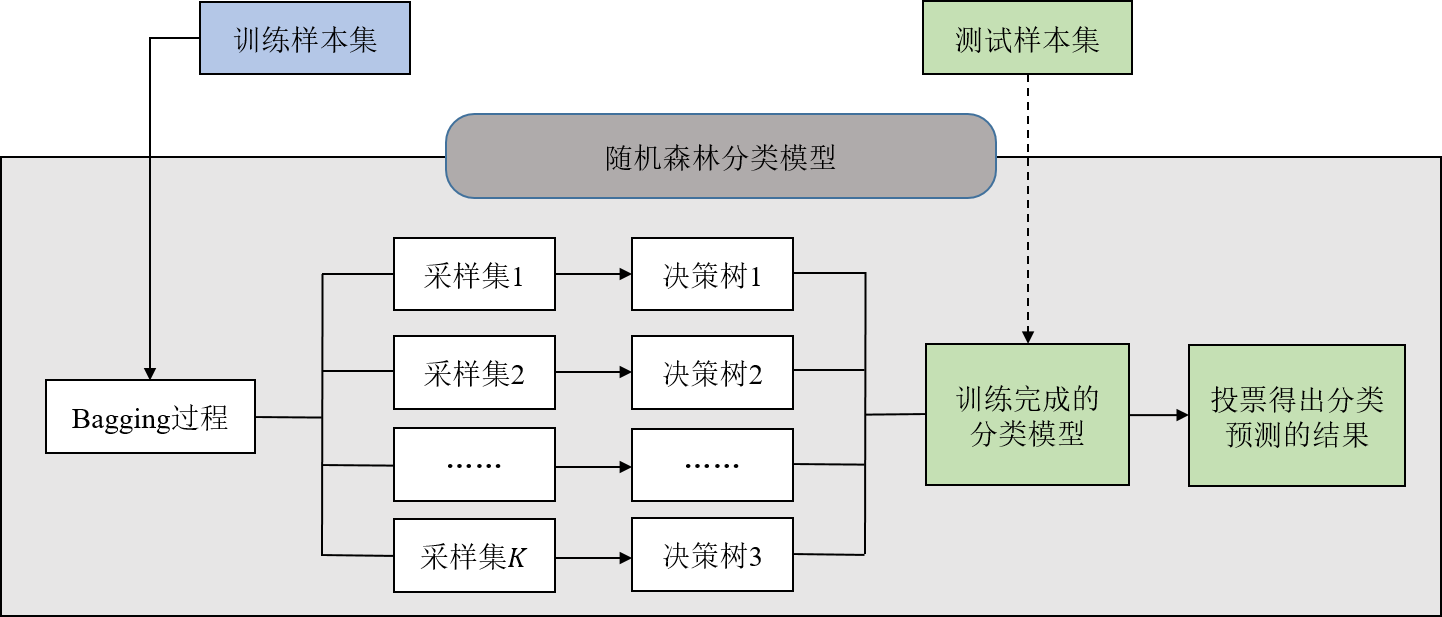 训练样本集
测试样本集
随机森林分类模型
采样集1
决策树1
采样集2
决策树2
Bagging过程
训练完成的
分类模型
投票得出分类
预测的结果
……
……
采样集K
决策树3